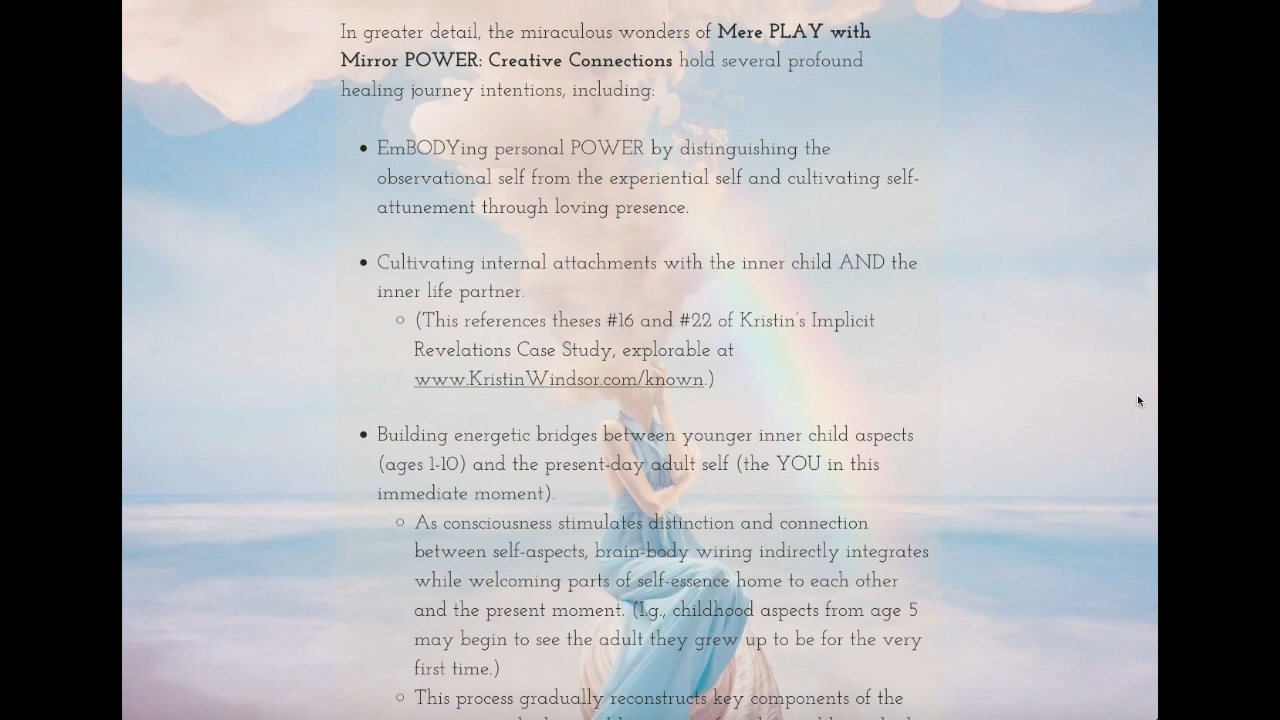 In greater detail, the miraculous wonders of Mere PLAY with
Mirror POWER: Creative Connections hold several profound
healing journey intentions, including:
• EmBODYing personal POWER by distinguishing the
observational self from the experiential self and cultivating self-
attunement through loving presence.
• Cultivating internal attachments with the inner child AND the
inner life partner.
○ (This references theses #16 and #22 of Kristin's Implicit
Revelations Case Study, explorable at
www.KristinWindsor.com/known.)
• Building energetic bridges between younger inner child aspects
(ages 1-10) and the present-day adult self (the YOU in this
immediate moment).
○ As consciousness stimulates distinction and connection
between self-aspects, brain-body wiring indirectly integrates
while welcoming parts of self-essence home to each other
and the present moment. (I.g., childhood aspects from age 5
may begin to see the adult they grew up to be for the very
first time.)
○ This process gradually reconstructs key components of the